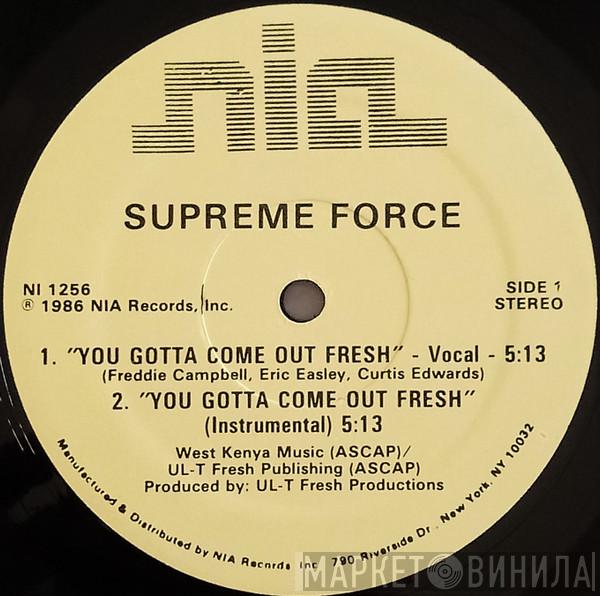 nia
SUPREME FORCE
NI 1256
℗ 1986 NIA Records, Inc.
SIDE 1
STEREO
1. "YOU GOTTA COME OUT FRESH" - Vocal - 5:13
(Freddie Campbell, Eric Easley, Curtis Edwards)
2. "YOU GOTTA COME OUT FRESH"
(Instrumental) 5:13
West Kenya Music (ASCAP)/
UL-T Fresh Publishing (ASCAP)
Produced by: UL-T Fresh Productions
Manufactured & Distributed by NIA Records Inc. 790 Riverside Dr., New York, NY 10032
МАРКЕТ ВИНИЛА